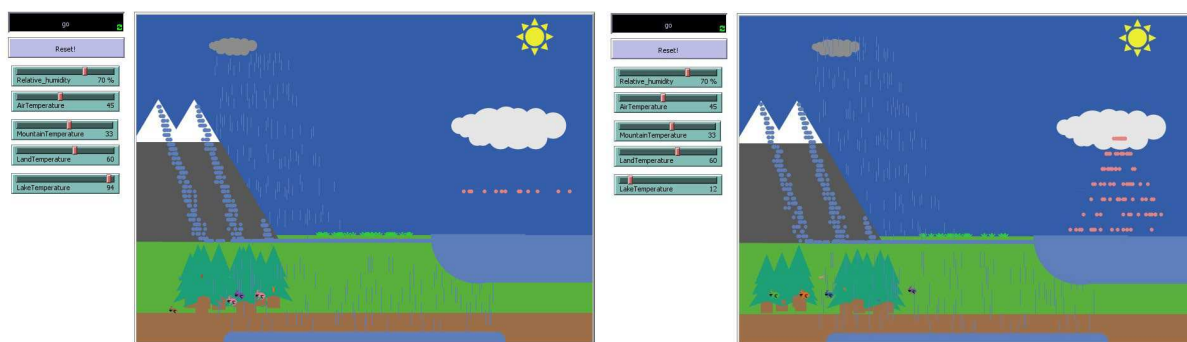 go
Reset!
Relative_humidity 70 %
AirTemperature 45
MountainTemperature 33
LandTemperature 60
LakeTemperature 94
go
Reset!
Relative_humidity 70 %
AirTemperature 45
MountainTemperature 33
LandTemperature 60
LakeTemperature 12